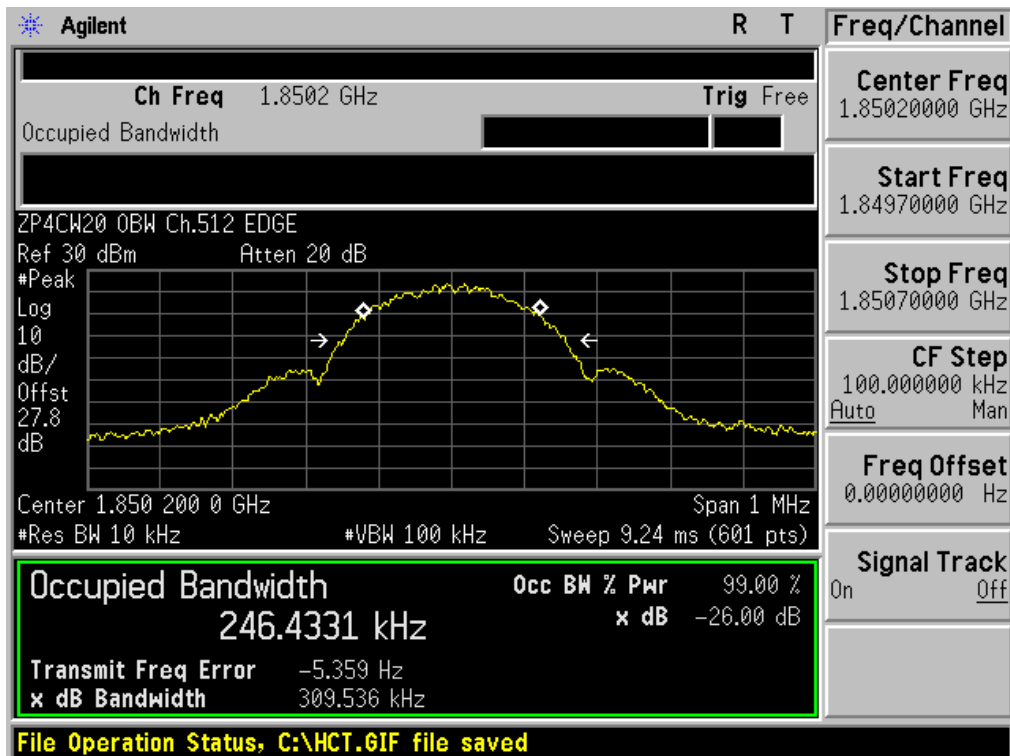 Agilent R T
Ch Freq 1.8502 GHz Trig Free
Occupied Bandwidth
ZP4CW20 OBW Ch.512 EDGE
Ref 30 dBm Atten 20 dB
#Peak
Log
10
dB/
Offst
27.8
dB
Center 1.850 200 0 GHz Span 1 MHz
#Res BW 10 kHz #VBW 100 kHz Sweep 9.24 ms (601 pts)
Occupied Bandwidth
246.4331 kHz
Occ BW % Pwr 99.00 %
x dB -26.00 dB
Transmit Freq Error -5.359 Hz
x dB Bandwidth 309.536 kHz
File Operation Status, C:\HCT.GIF file saved
Freq/Channel
Center Freq
1.85020000 GHz
Start Freq
1.84970000 GHz
Stop Freq
1.85070000 GHz
CF Step
100.000000 kHz
Auto Man
Freq Offset
0.00000000 Hz
Signal Track
On Off